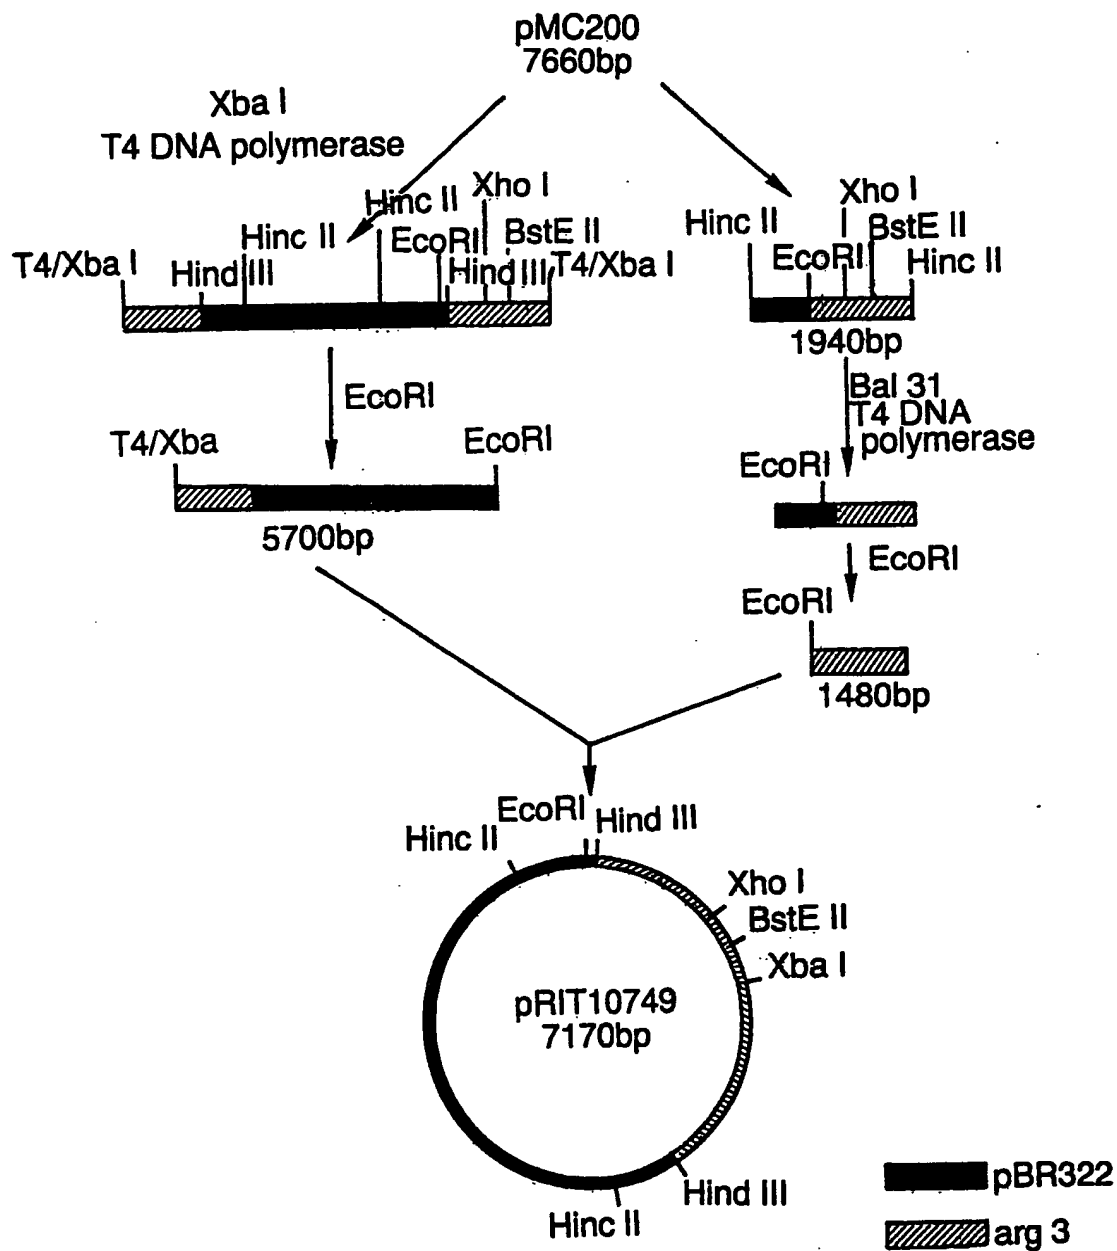 pMC200
7660bp
Xba I
T4 DNA polymerase
T4/Xba I
Hind III
Hinc II
Hinc II
EcoRI
Xho I
Hind III
BstE II
T4/Xba I
Hinc II
EcoRI
Xho I
BstE II
Hinc II
1940bp
EcoRI
Bal 31
T4 DNA
polymerase
T4/Xba
EcoRI
5700bp
EcoRI
EcoRI
EcoRI
1480bp
EcoRI
Hind III
Hinc II
Xho I
BstE II
Xba I
pRIT10749
7170bp
Hind III
Hinc II
pBR322
arg 3